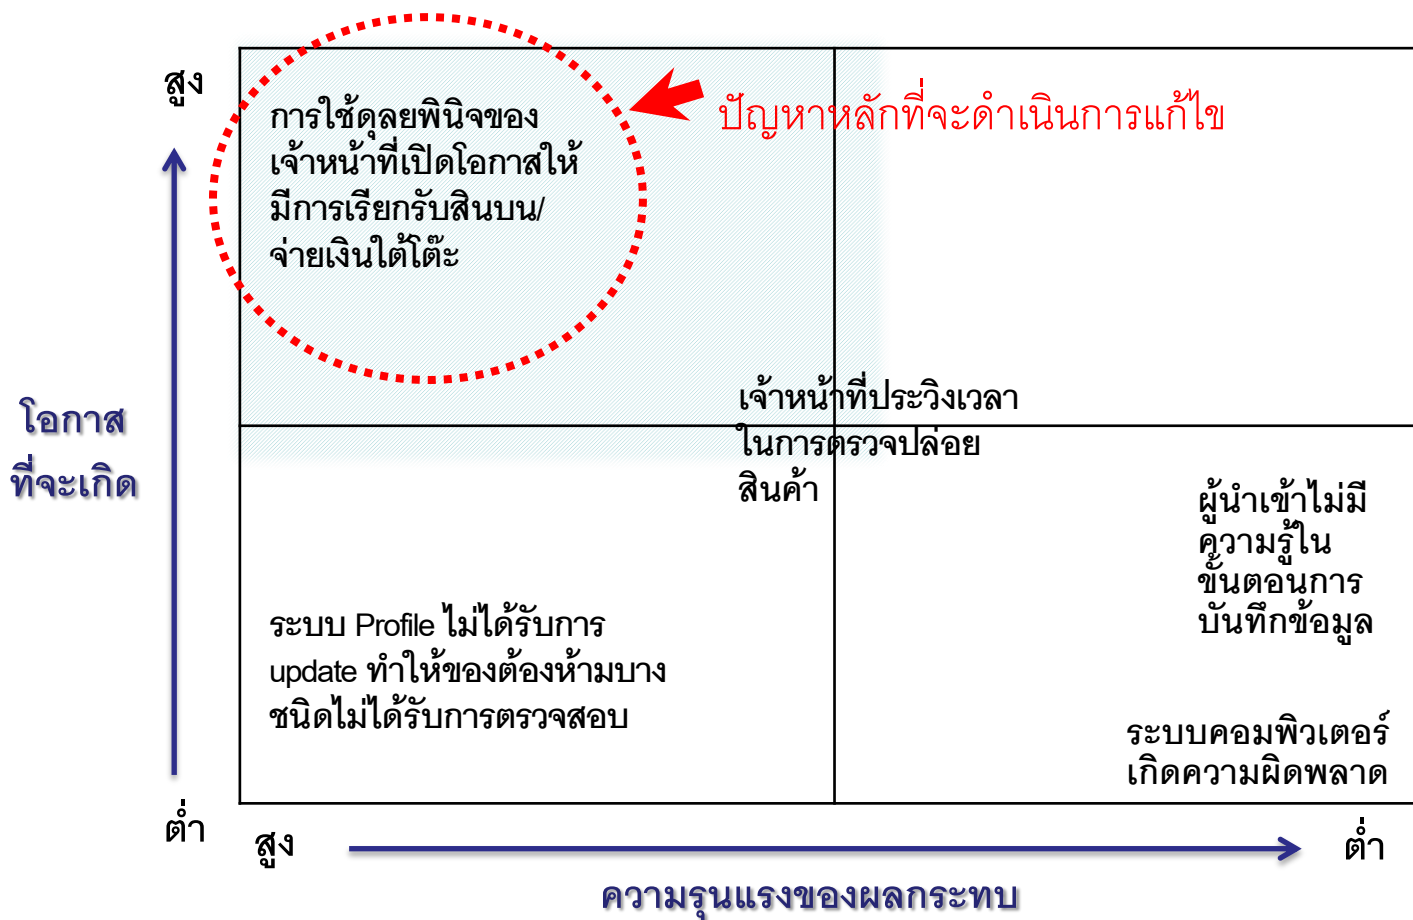 สูง
การใช้ดุลยพินิจของ
เจ้าหน้าที่เปิดโอกาสให้
มีการเรียกรับสินบน/
จ่ายเงินใต้โต๊ะ
ปัญหาหลักที่จะดำเนินการแก้ไข
โอกาส
ที่จะเกิด
เจ้าหน้าที่ประวิงเวลา
ในการตรวจปล่อย
สินค้า
ผู้นำเข้าไม่มี
ความรู้ใน
ขั้นตอนการ
บันทึกข้อมูล
ระบบ Profile ไม่ได้รับการ
update ทำให้ของต้องห้ามบาง
ชนิดไม่ได้รับการตรวจสอบ
ระบบคอมพิวเตอร์
เกิดความผิดพลาด
ต่ำ
สูง
ต่ำ
ความรุนแรงของผลกระทบ